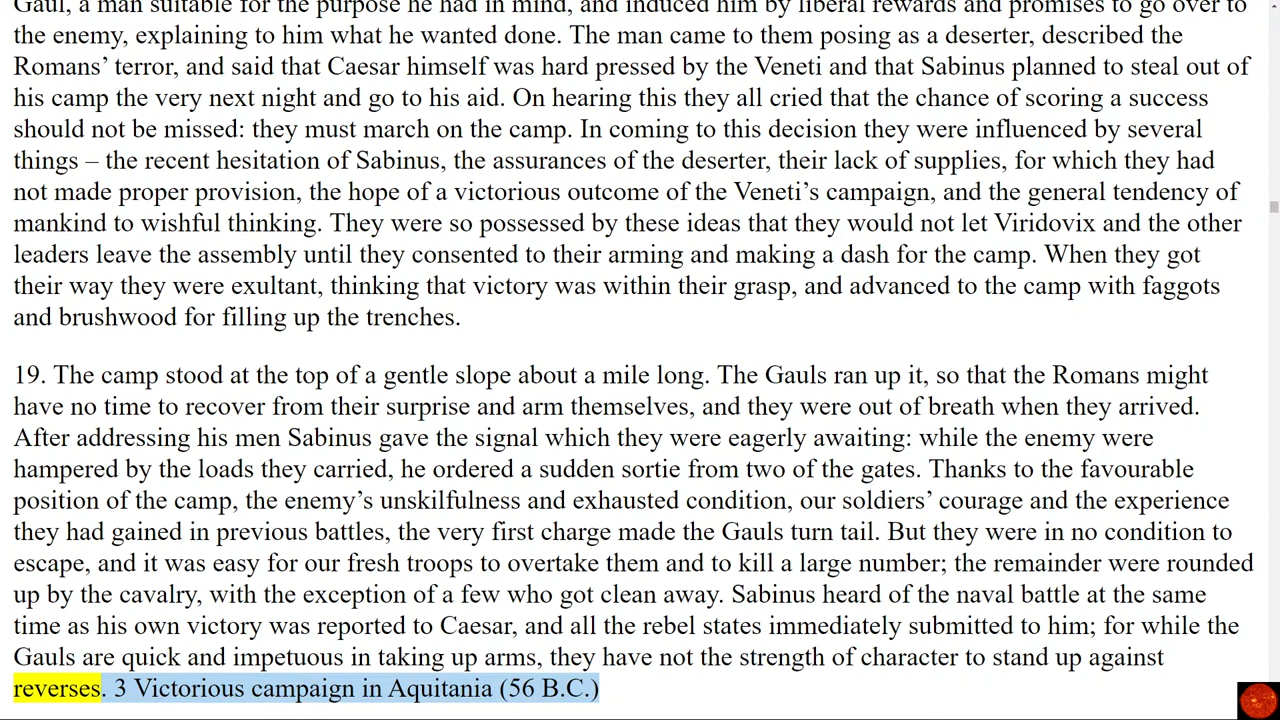 Gaul, a man suitable for the purpose he had in mind, and induced him by liberal rewards and promises to go over to
the enemy, explaining to him what he wanted done. The man came to them posing as a deserter, described the
Romans’ terror, and said that Caesar himself was hard pressed by the Veneti and that Sabinus planned to steal out of
his camp the very next night and go to his aid. On hearing this they all cried that the chance of scoring a success
should not be missed: they must march on the camp. In coming to this decision they were influenced by several
things – the recent hesitation of Sabinus, the assurances of the deserter, their lack of supplies, for which they had
not made proper provision, the hope of a victorious outcome of the Veneti’s campaign, and the general tendency of
mankind to wishful thinking. They were so possessed by these ideas that they would not let Viridovix and the other
leaders leave the assembly until they consented to their arming and making a dash for the camp. When they got
their way they were exultant, thinking that victory was within their grasp, and advanced to the camp with faggots
and brushwood for filling up the trenches.
19. The camp stood at the top of a gentle slope about a mile long. The Gauls ran up it, so that the Romans might
have no time to recover from their surprise and arm themselves, and they were out of breath when they arrived.
After addressing his men Sabinus gave the signal which they were eagerly awaiting: while the enemy were
hampered by the loads they carried, he ordered a sudden sortie from two of the gates. Thanks to the favourable
position of the camp, the enemy’s unskilfulness and exhausted condition, our soldiers’ courage and the experience
they had gained in previous battles, the very first charge made the Gauls turn tail. But they were in no condition to
escape, and it was easy for our fresh troops to overtake them and to kill a large number; the remainder were rounded
up by the cavalry, with the exception of a few who got clean away. Sabinus heard of the naval battle at the same
time as his own victory was reported to Caesar, and all the rebel states immediately submitted to him; for while the
Gauls are quick and impetuous in taking up arms, they have not the strength of character to stand up against
reverses. 3 Victorious campaign in Aquitania (56 B.C.)